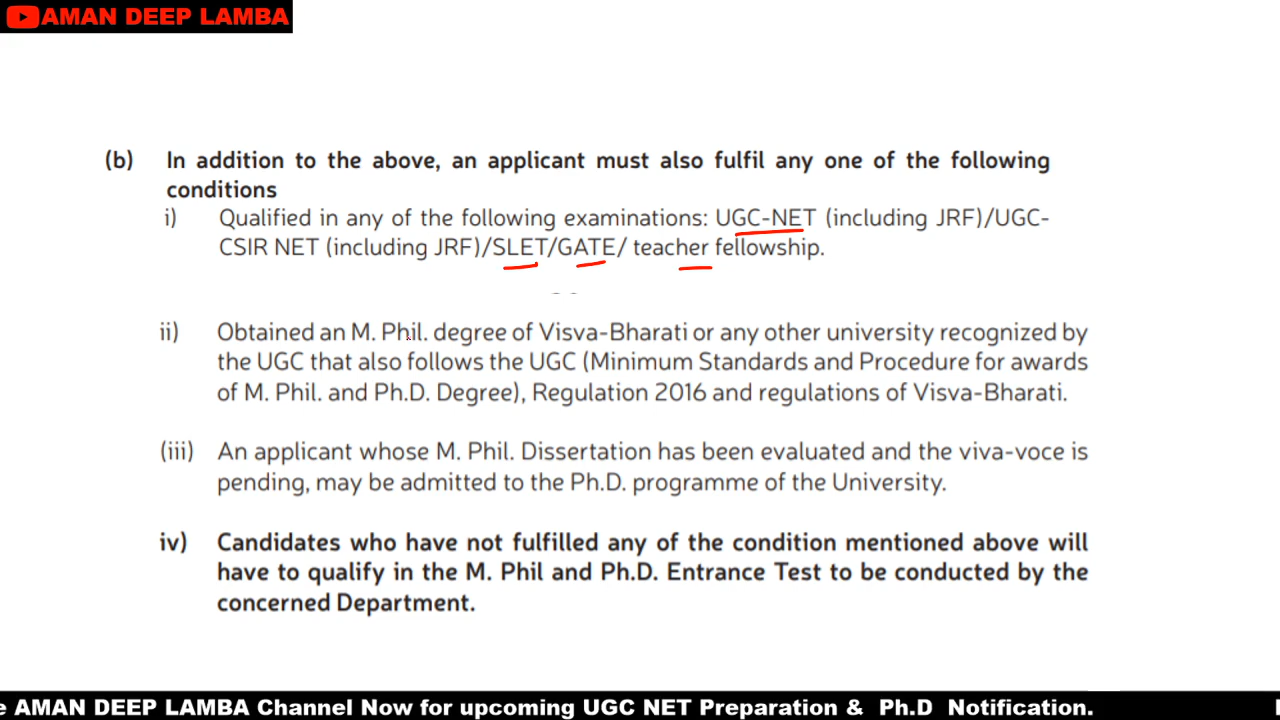 AMAN DEEP LAMBA
(b) In addition to the above, an applicant must also fulfil any one of the following
conditions
i) Qualified in any of the following examinations: UGC-NET (including JRF)/UGC-
CSIR NET (including JRF)/SLET/GATE/ teacher fellowship.
ii) Obtained an M. Phil. degree of Visva-Bharati or any other university recognized by
the UGC that also follows the UGC (Minimum Standards and Procedure for awards
of M. Phil. and Ph.D. Degree), Regulation 2016 and regulations of Visva-Bharati.
(iii) An applicant whose M. Phil. Dissertation has been evaluated and the viva-voce is
pending, may be admitted to the Ph.D. programme of the University.
iv) Candidates who have not fulfilled any of the condition mentioned above will
have to qualify in the M. Phil and Ph.D. Entrance Test to be conducted by the
concerned Department.
AMAN DEEP LAMBA Channel Now for upcoming UGC NET Preparation & Ph.D Notification.